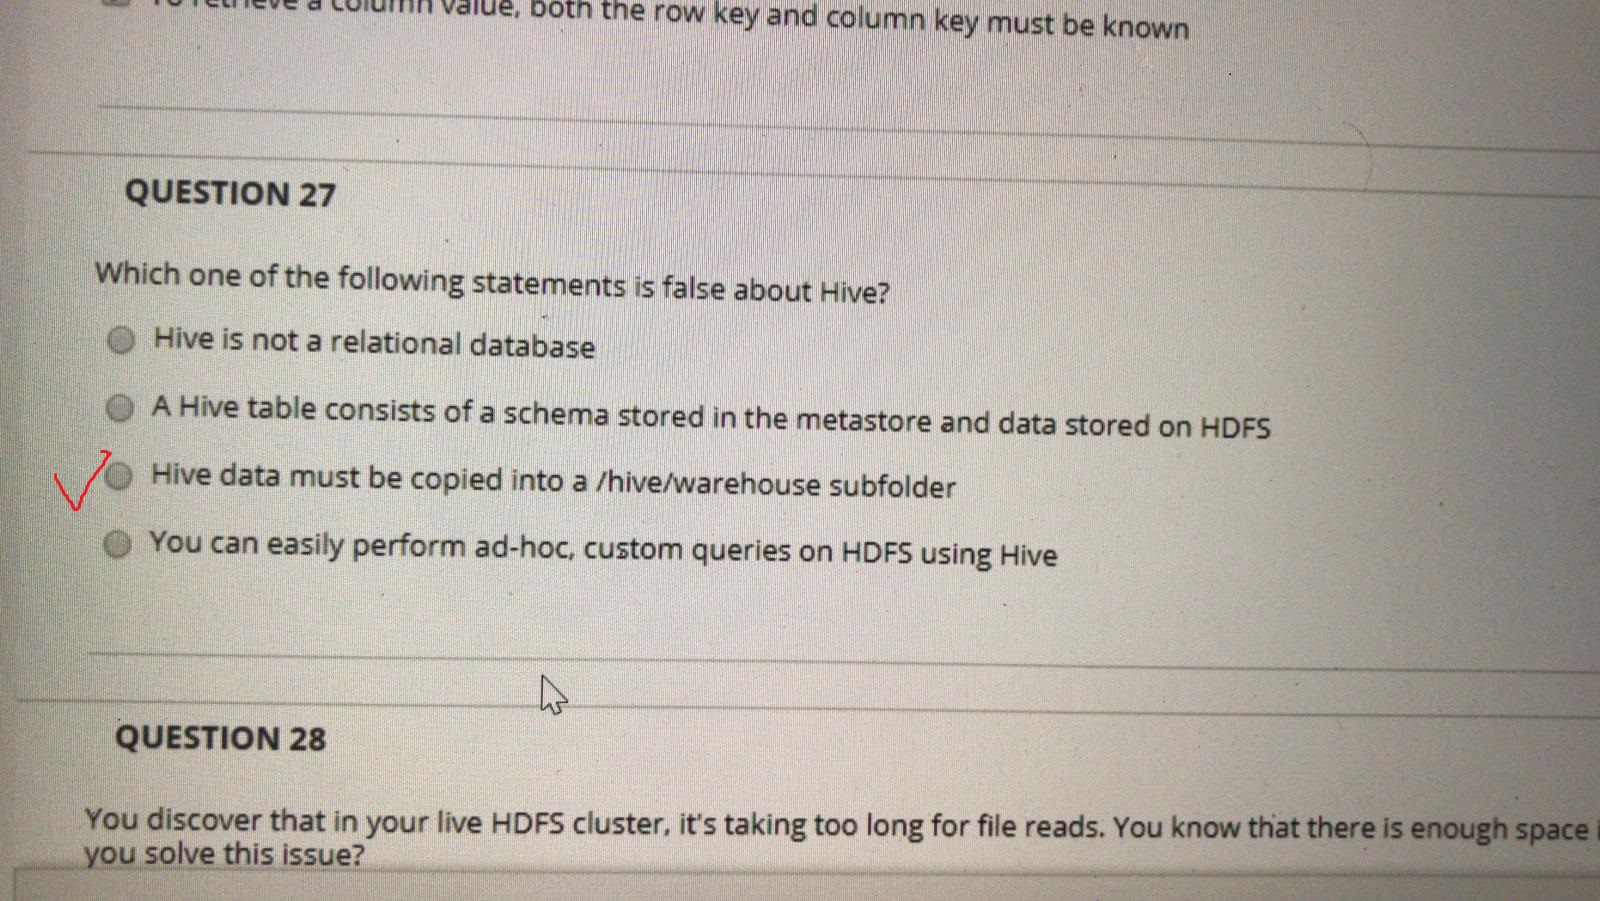 To retrieve a column value, both the row key and column key must be known
QUESTION 27
Which one of the following statements is false about Hive?
Hive is not a relational database
A Hive table consists of a schema stored in the metastore and data stored on HDFS
Hive data must be copied into a /hive/warehouse subfolder
You can easily perform ad-hoc, custom queries on HDFS using Hive
QUESTION 28
You discover that in your live HDFS cluster, it's taking too long for file reads. You know that there is enough space
you solve this issue?